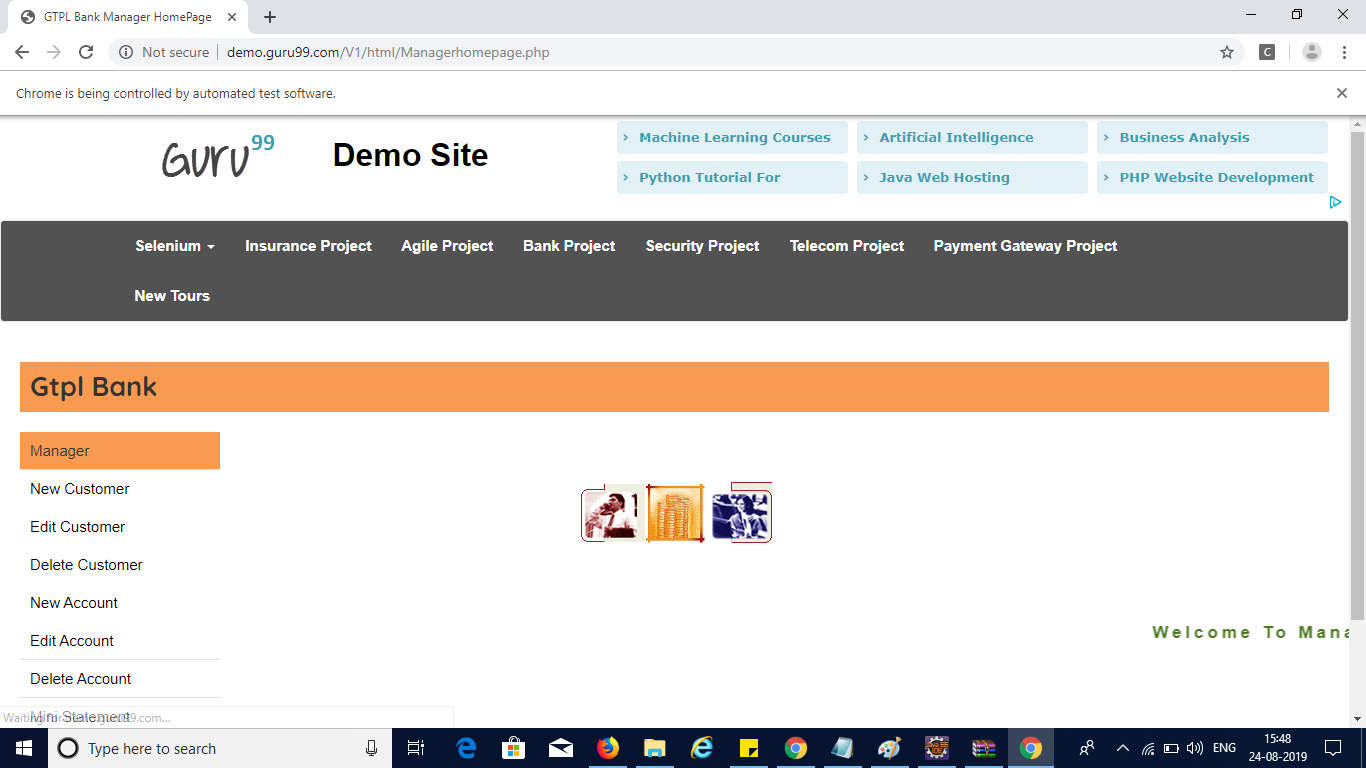 GTPL Bank Manager HomePage
Not secure
demo.guru99.com/V1/html/Managerhomepage.php
C
Chrome is being controlled by automated test software.
Guru99
Demo Site
Machine Learning Courses
Artificial Intelligence
Business Analysis
Python Tutorial For
Java Web Hosting
PHP Website Development
Selenium
Insurance Project
Agile Project
Bank Project
Security Project
Telecom Project
Payment Gateway Project
New Tours
Gtpl Bank
Manager
New Customer
Edit Customer
Delete Customer
New Account
Edit Account
Welcome To Mana
Delete Account
Mini Statement
Waiting for demo.guru99.com...
Type here to search
ENG
15:48
24-08-2019